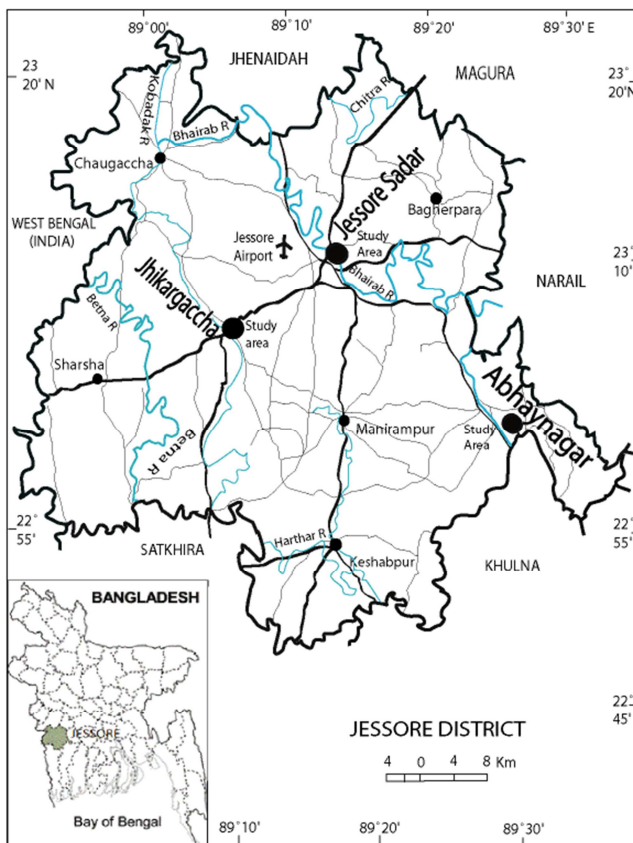 89°00' 89°10' 89°20' 89°30'E
23°
20' N
23°
20' N
JHENAIDAH
MAGURA
Kobadak R
Bhairab R
Chitra R
Chaugaccha
Jessore Sadar
Bagherpara
WEST BENGAL
(INDIA)
Jessore
Airport
Study
Area
23°
10'
Bhairab R
NARAIL
Betna R
Jhikargaccha
Study
area
Sharsha
Abhaynagar
Study
Area
Manirampur
Betna R
22°
55'
22°
55'
SATKHIRA
Harthar R
Keshabpur
KHULNA
BANGLADESH
JESSORE
Bay of Bengal
22°
45'
JESSORE DISTRICT
4 0 4 8 Km
89°10' 89°20' 89°30'